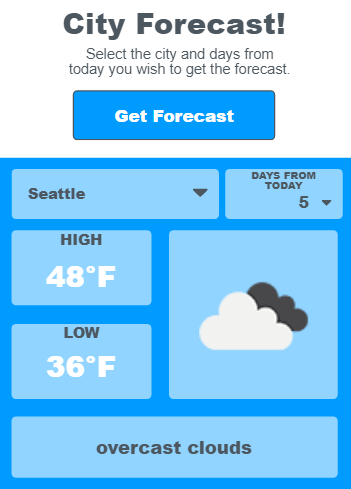 City Forecast!
Select the city and days from
today you wish to get the forecast.
Get Forecast
Seattle
DAYS FROM
TODAY
5
HIGH
48°F
LOW
36°F
overcast clouds